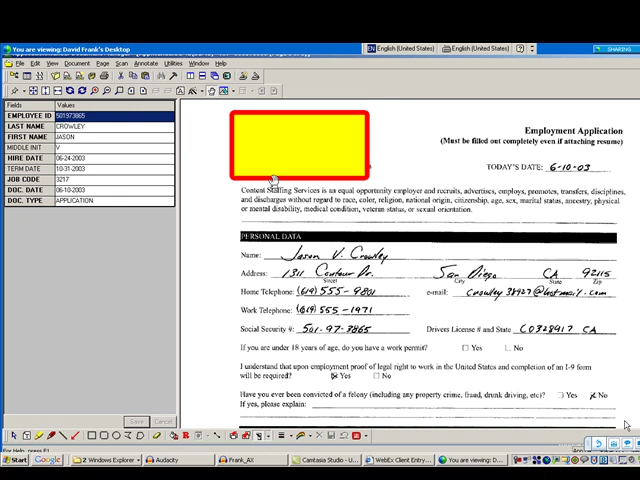 You are viewing: David Frank's Desktop
EN English (United States) English (United States) ? SHARING
File Edit View Document Page Scan Annotate Utilities Window Help
Fields Values
EMPLOYEE ID 501973865
LAST NAME CROWLEY
FIRST NAME JASON
MIDDLE INIT V
HIRE DATE 06-24-2003
TERM DATE 10-31-2003
JOB CODE 3217
DOC. DATE 06-10-2003
DOC. TYPE APPLICATION
Employment Application
(Must be filled out completely even if attaching resume)
TODAY'S DATE: 6-10-03
Content Staffing Services is an equal opportunity employer and recruits, advertises, employs, promotes, transfers, disciplines,
and discharges without regard to race, color, religion, national origin, citizenship, age, sex, marital status, ancestry, physical
or mental disability, medical condition, veteran status, or sexual orientation.
PERSONAL DATA
Name: Jason V. Crowley
Address: 1311 Contour Dr. San Diego CA 92115
Street City State Zip
Home Telephone: (619) 555-9801 e-mail: crowley38927@hotmail.com
Work Telephone: (619) 555-1971
Social Security #: 501-97-3865 Drivers License # and State C0328917 CA
If you are under 18 years of age, do you have a work permit? Yes No
I understand that upon employment proof of legal right to work in the United States and completion of an I-9 form
will be required? Yes No
Have you ever been convicted of a felony (including any property crime, fraud, drunk driving, etc)? Yes No
If yes, please explain:
Save Cancel
For Help, press F1
Start Google 2 Windows Explorer Audacity Frank_AX Camtasia Studio - U... WebEx Client Entry... You are viewing: Da...